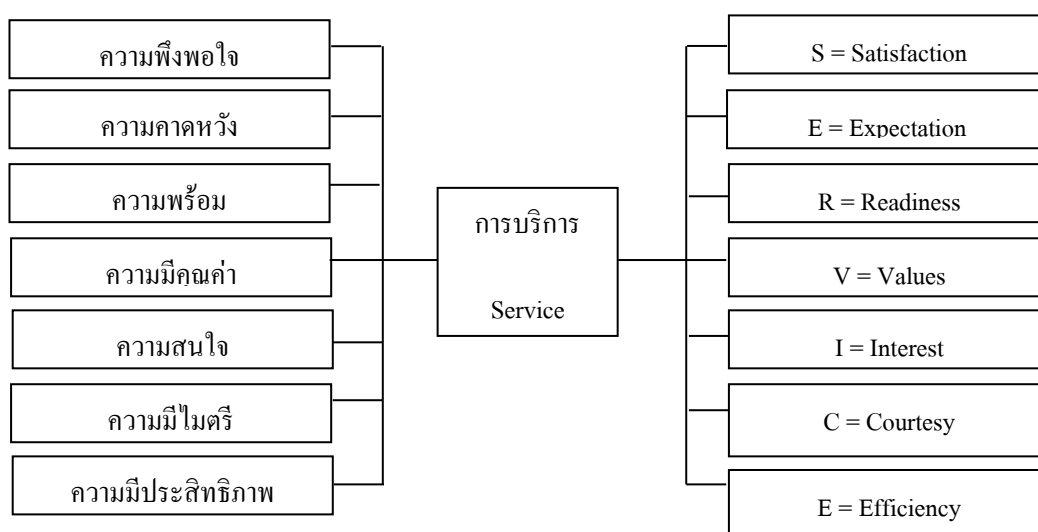 ความพึงพอใจ
ความคาดหวัง
ความพร้อม
ความมีคุณค่า
ความสนใจ
ความมีไมตรี
ความมีประสิทธิภาพ
การบริการ
Service
S = Satisfaction
E = Expectation
R = Readiness
V = Values
I = Interest
C = Courtesy
E = Efficiency